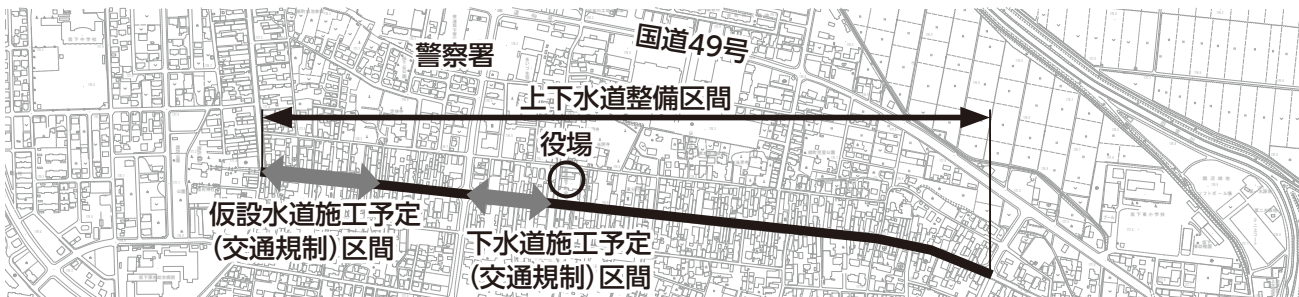 国道49号
警察署
上下水道整備区間
役場
仮設水道施工予定
(交通規制)区間
下水道施工予定
(交通規制)区間